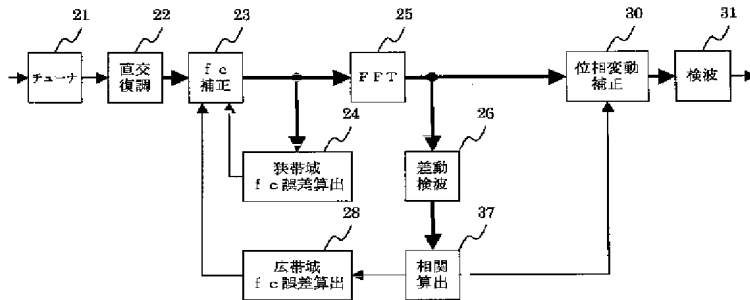 21
22
23
25
30
31
チューナ
直交
復調
ｆｃ
補正
ＦＦＴ
位相変動
補正
検波
24
26
狭帯域
ｆｃ誤差算出
差動
検波
28
37
広帯域
ｆｃ誤差算出
相関
算出